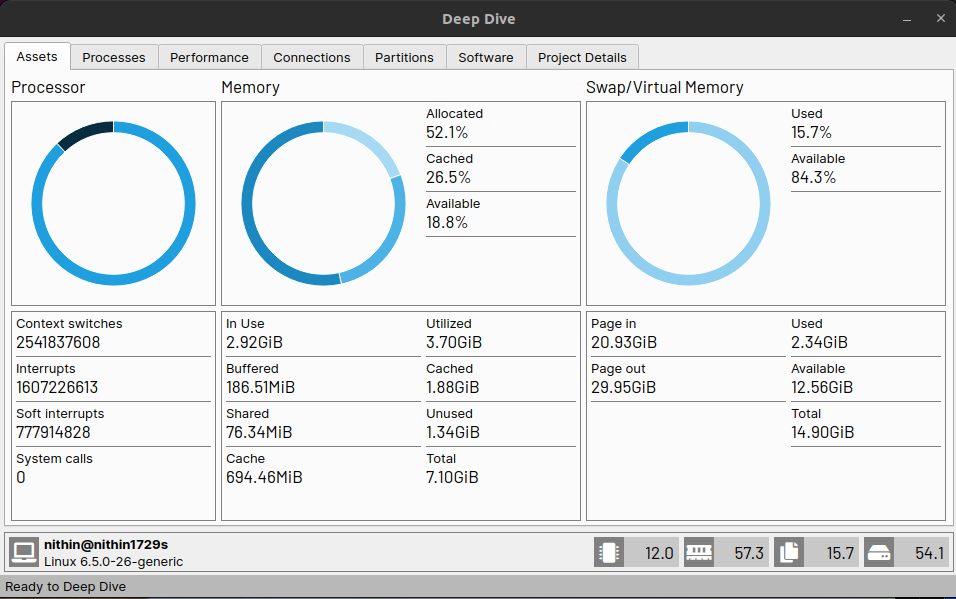 Deep Dive
Assets Processes Performance Connections Partitions Software Project Details
Processor Memory Swap/Virtual Memory
Allocated
52.1%
Cached
26.5%
Available
18.8%
Used
15.7%
Available
84.3%
Context switches
2541837608
Interrupts
1607226613
Soft interrupts
777914828
System calls
0
In Use
2.92GiB
Buffered
186.51MiB
Shared
76.34MiB
Cache
694.46MiB
Utilized
3.70GiB
Cached
1.88GiB
Unused
1.34GiB
Total
7.10GiB
Page in
20.93GiB
Page out
29.95GiB
Used
2.34GiB
Available
12.56GiB
Total
14.90GiB
nithin@nithin1729s
Linux 6.5.0-26-generic
12.0 57.3 15.7 54.1
Ready to Deep Dive